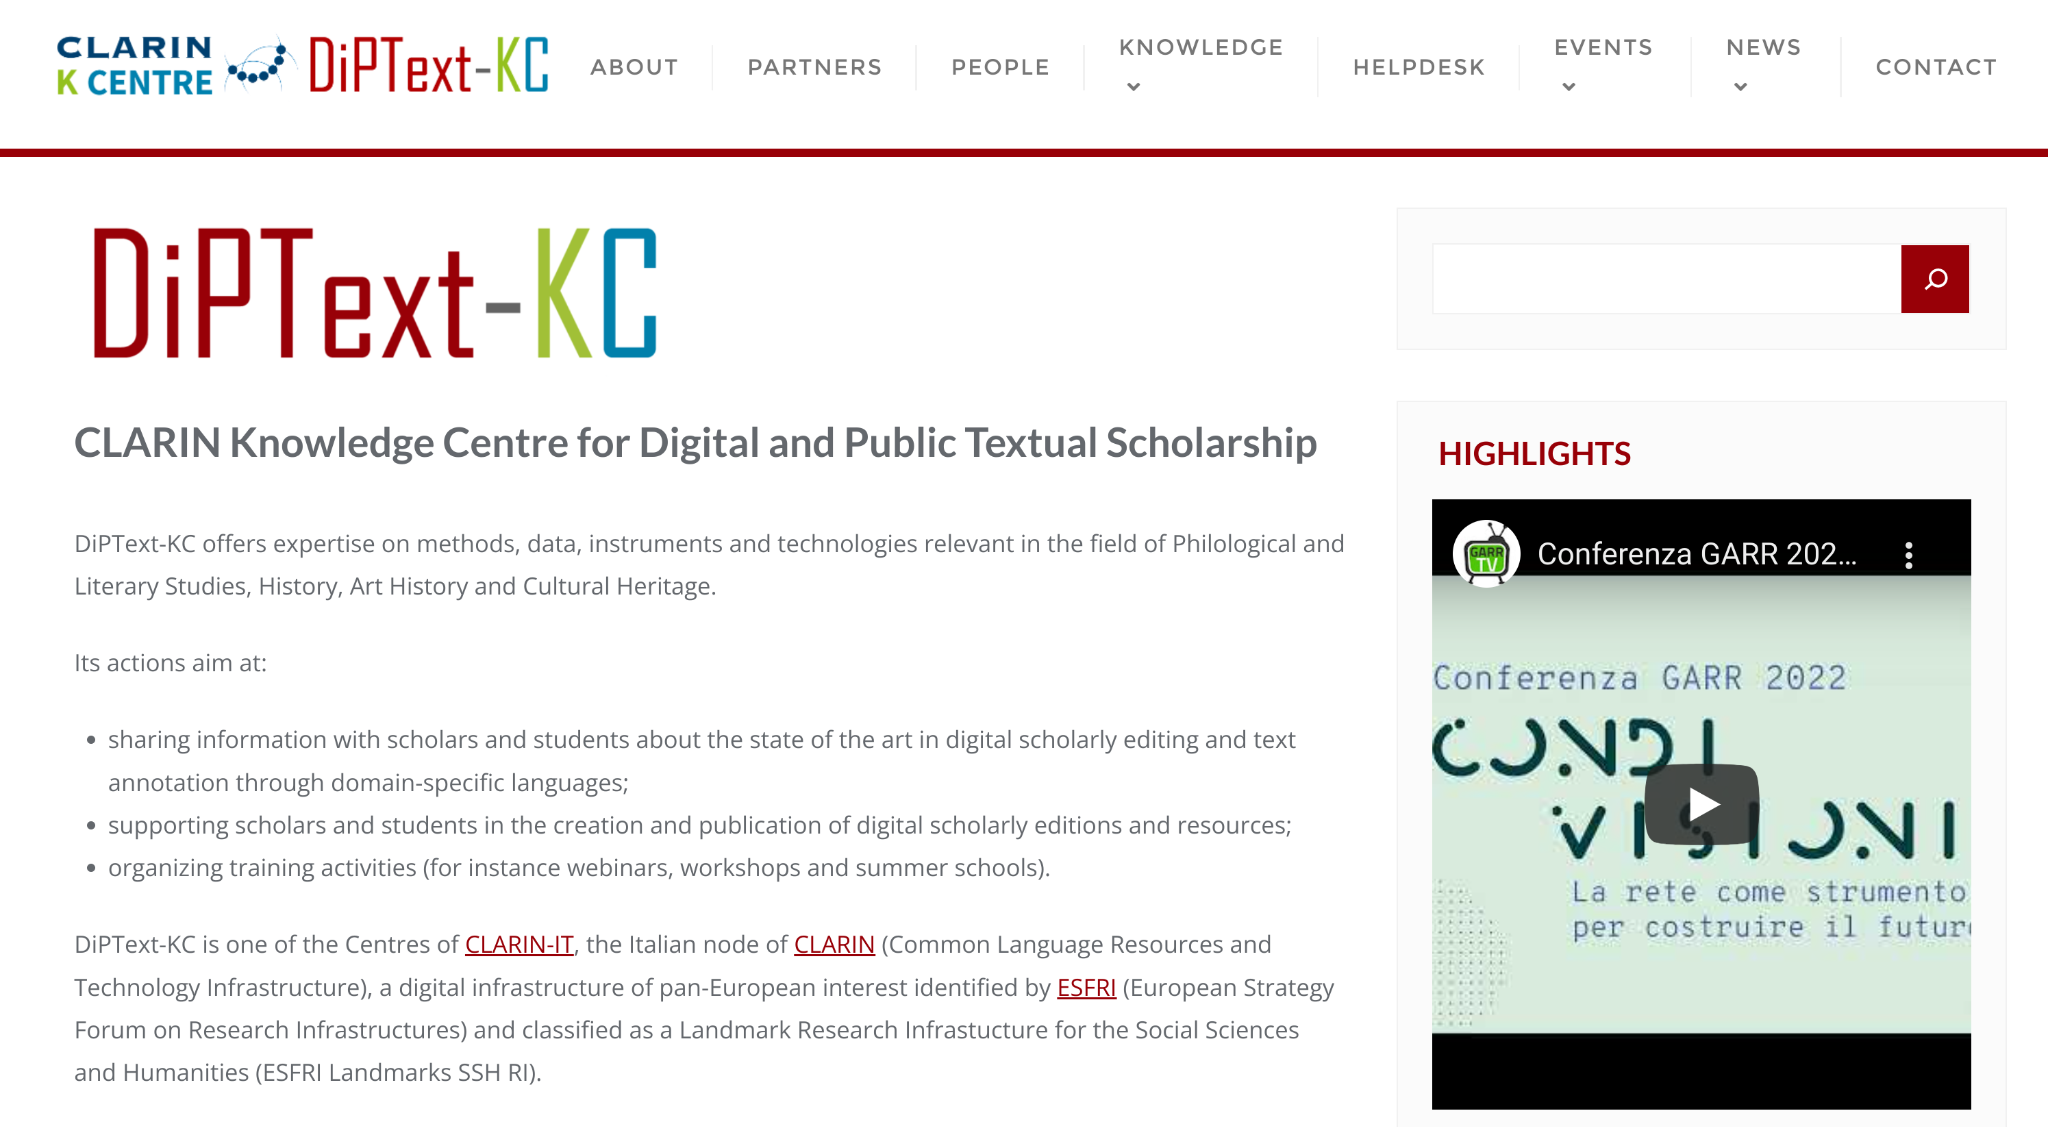 CLARIN
K CENTRE
DiPText-KC
ABOUT
PARTNERS
PEOPLE
KNOWLEDGE
HELPDESK
EVENTS
NEWS
CONTACT
DiPText-KC
CLARIN Knowledge Centre for Digital and Public Textual Scholarship
DiPText-KC offers expertise on methods, data, instruments and technologies relevant in the field of Philological and
Literary Studies, History, Art History and Cultural Heritage.
Its actions aim at:
• sharing information with scholars and students about the state of the art in digital scholarly editing and text
annotation through domain-specific languages;
• supporting scholars and students in the creation and publication of digital scholarly editions and resources;
• organizing training activities (for instance webinars, workshops and summer schools).
DiPText-KC is one of the Centres of CLARIN-IT, the Italian node of CLARIN (Common Language Resources and
Technology Infrastructure), a digital infrastructure of pan-European interest identified by ESFRI (European Strategy
Forum on Research Infrastructures) and classified as a Landmark Research Infrastucture for the Social Sciences
and Humanities (ESFRI Landmarks SSH RI).
HIGHLIGHTS
GARR
TV
Conferenza GARR 202...
Conferenza GARR 2022
CONDI
VISIONI
La rete come strumento
per costruire il futur